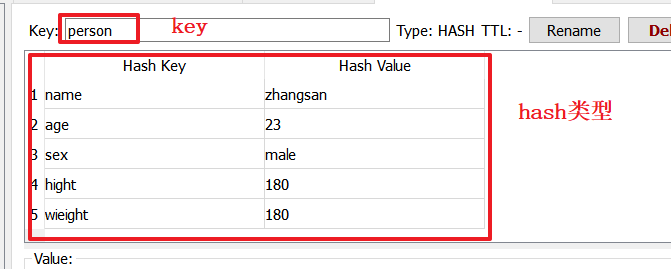 Key: person key Type: HASH TTL: - Rename Del
Hash Key Hash Value
1 name zhangsan
2 age 23
3 sex male
4 hight 180
5 wieight 180
hash类型
Value: